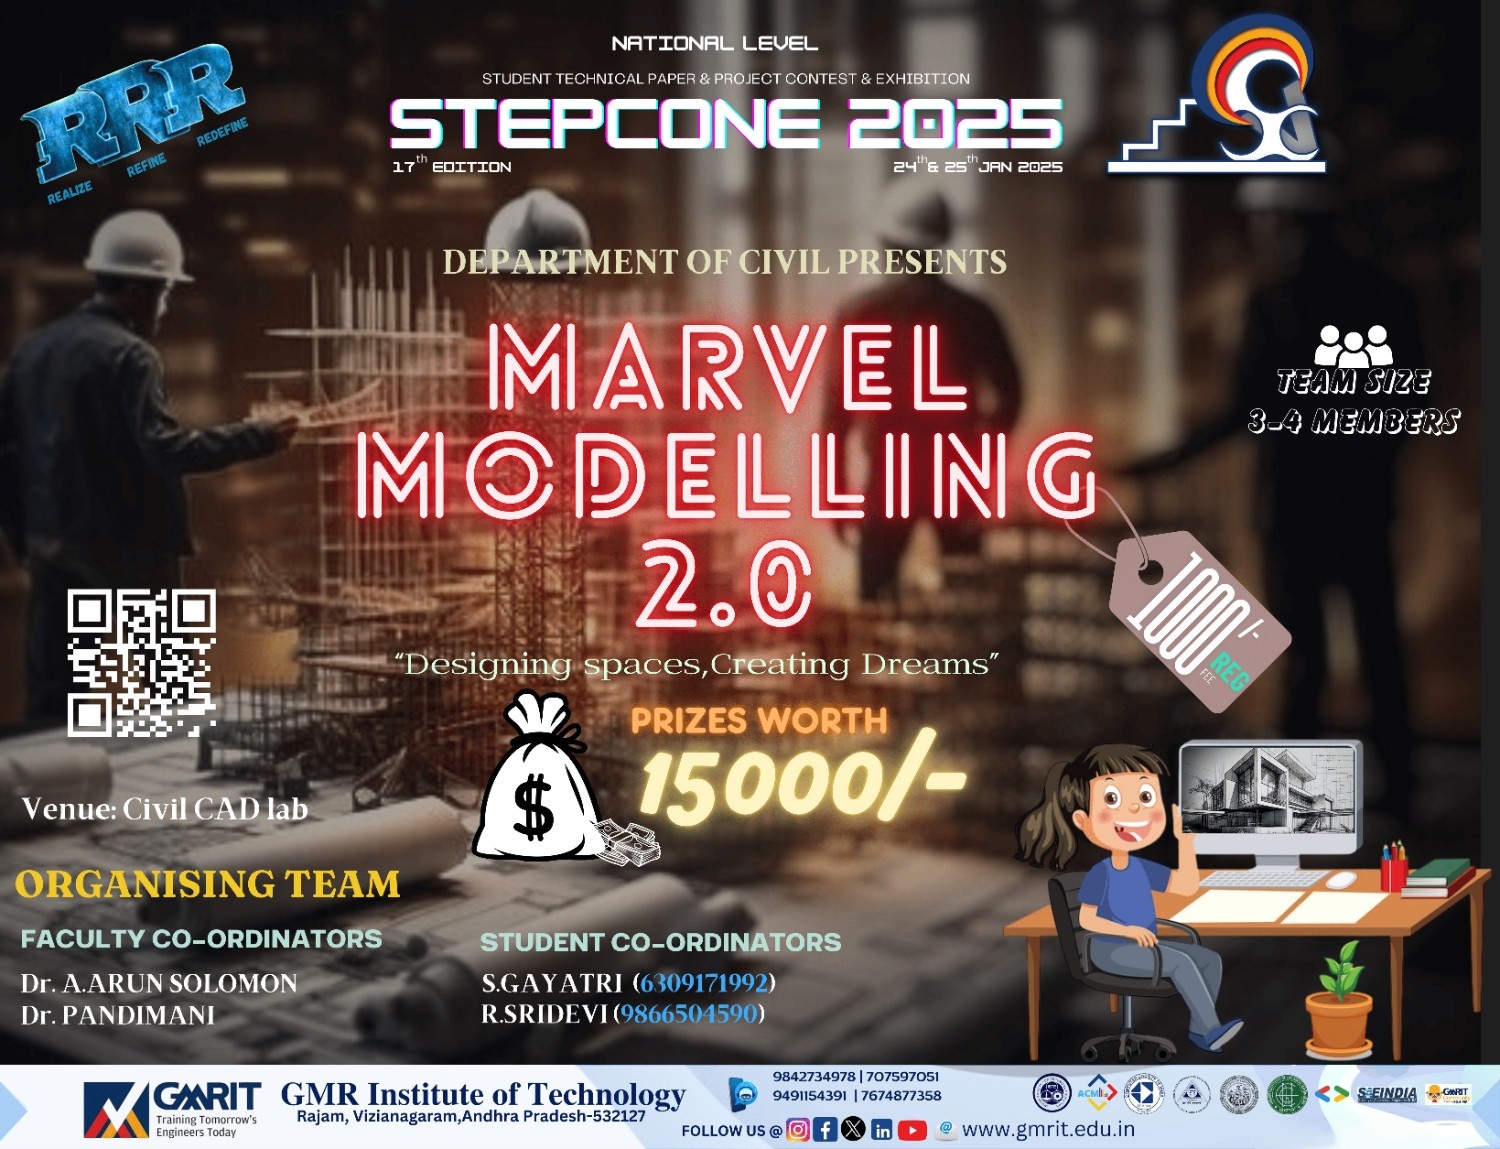 RRR
REALIZE
REFINE
REDEFINE
NATIONAL LEVEL
STUDENT TECHNICAL PAPER & PROJECT CONTEST & EXHIBITION
STEPCONE 2025
17th EDITION
24th & 25th JAN 2025
DEPARTMENT OF CIVIL PRESENTS
MARVEL
MODELLING
2.0
TEAM SIZE
3-4 MEMBERS
1000/-
REG
FEE
“Designing spaces,Creating Dreams”
PRIZES WORTH
15000/-
$
Venue: Civil CAD lab
ORGANISING TEAM
FACULTY CO-ORDINATORS
Dr. A.ARUN SOLOMON
Dr. PANDIMANI
STUDENT CO-ORDINATORS
S.GAYATRI (6309171992)
R.SRIDEVI (9866504590)
GMRIT
Training Tomorrow's
Engineers Today
GMR Institute of Technology
Rajam, Vizianagaram,Andhra Pradesh-532127
9842734978 | 707597051
9491154391 | 7674877358
FOLLOW US @
www.gmrit.edu.in
SAEINDIA
GMRIT